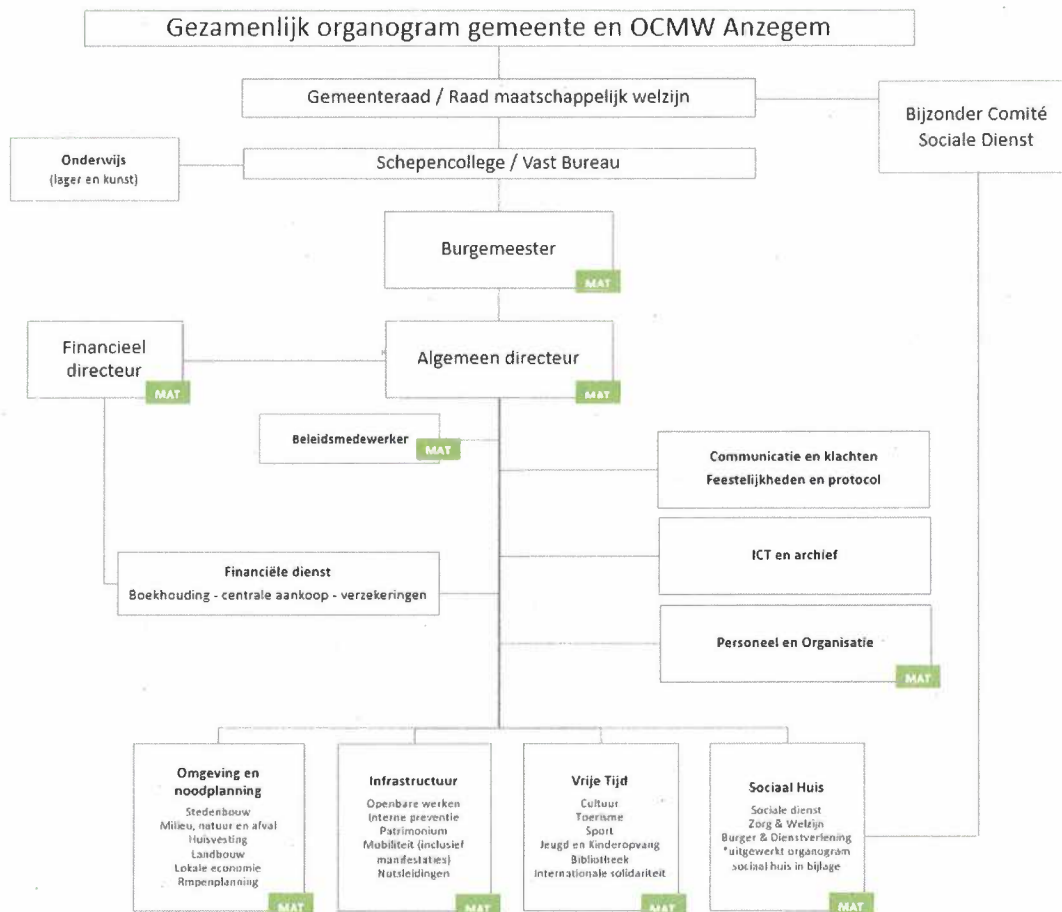 Gezamenlijk organogram gemeente en OCMW Anzegem
Gemeenteraad / Raad maatschappelijk welzijn
Bijzonder Comité
Sociale Dienst
Onderwijs
(lager en kunst)
Schepencollege / Vast Bureau
Burgemeester
MAT
Financieel
directeur
MAT
Algemeen directeur
MAT
Beleidsmedewerker
MAT
Communicatie en klachten
Feestelijkheden en protocol
ICT en archief
Financiële dienst
Boekhouding - centrale aankoop - verzekeringen
Personeel en Organisatie
MAT
Omgeving en
noodplanning
Stedenbouw
Milieu, natuur en afval
Huisvesting
Landbouw
Lokale economie
Rmpenplanning
MAT
Infrastructuur
Openbare werken
Interne preventie
Patrimonium
Mobiliteit (inclusief
manifestaties)
Nutsleidingen
MAT
Vrije Tijd
Cultuur
Toerisme
Sport
Jeugd en Kinderopvang
Bibliotheek
Internationale solidariteit
MAT
Sociaal Huis
Sociale dienst
Zorg & Welzijn
Burger & Dienstverlening
*uitgewerkt organogram
sociaal huis in bijlage
MAT